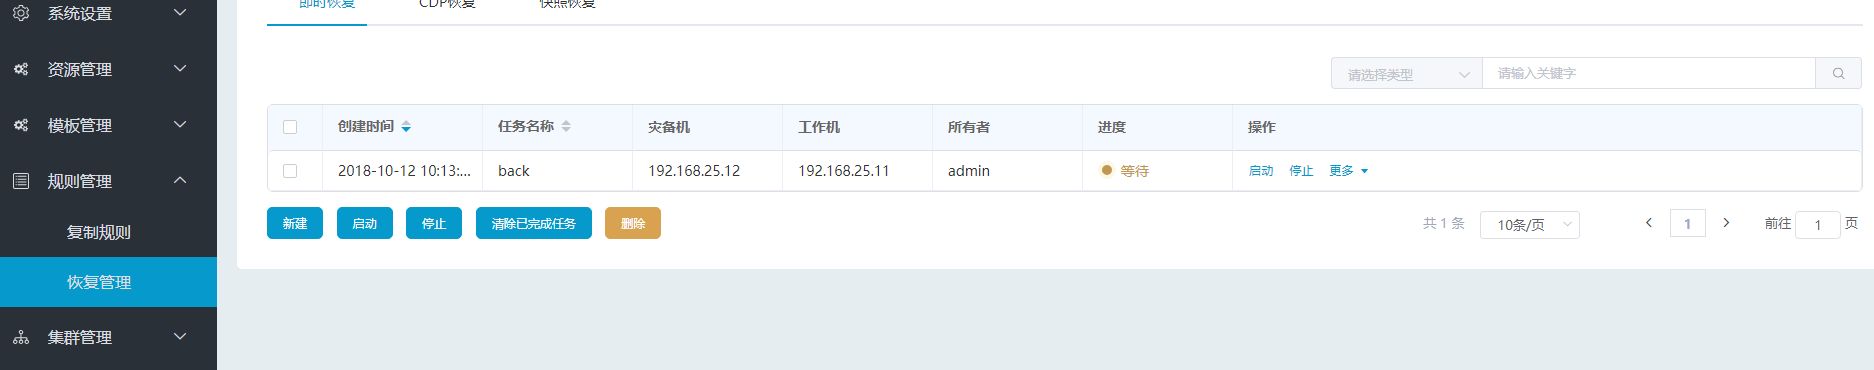 系统设置
资源管理
模板管理
规则管理
复制规则
恢复管理
集群管理
即时恢复 CDP恢复 快照恢复
请选择类型 请输入关键字
创建时间 任务名称 灾备机 工作机 所有者 进度 操作
2018-10-12 10:13:... back 192.168.25.12 192.168.25.11 admin 等待 启动 停止 更多
新建 启动 停止 清除已完成任务 删除 共 1 条 10条/页 1 前往 1 页